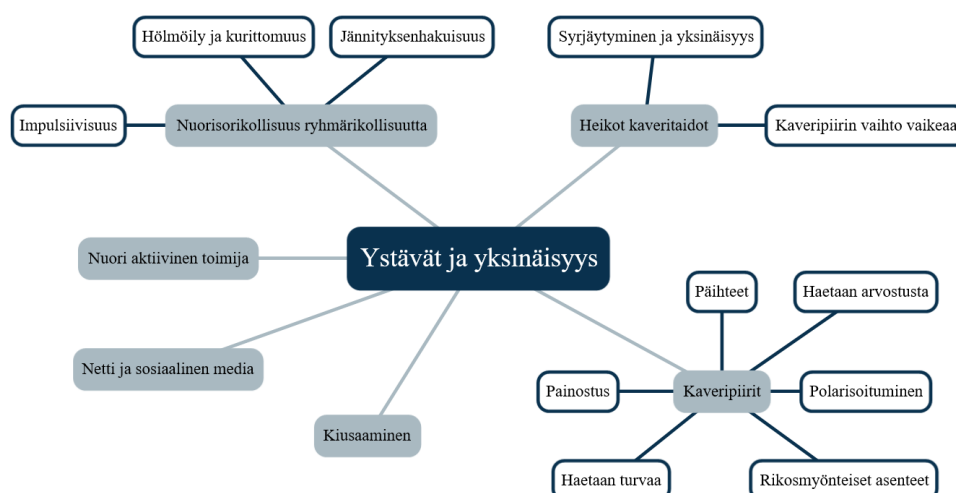 Hölmöily ja kurittomuus
Jännityksenhakuisuus
Syrjäytyminen ja yksinäisyys
Impulsiivisuus
Nuorisorikollisuus ryhmärikollisuutta
Heikot kaveritaidot
Kaveripiirin vaihto vaikeaa
Nuori aktiivinen toimija
Ystävät ja yksinäisyys
Päihteet
Haetaan arvostusta
Netti ja sosiaalinen media
Painostus
Kaveripiirit
Polarisoituminen
Kiusaaminen
Haetaan turvaa
Rikosmyönteiset asenteet